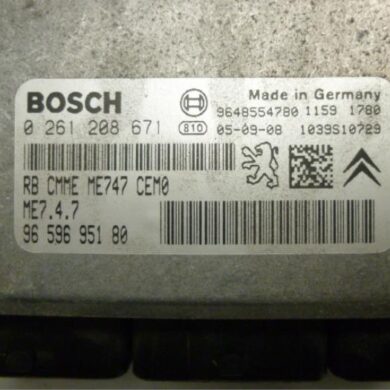 BOSCH
Made in Germany
9648554780 1159 1780
0 261 208 671 810 05-09-08 1039S10729
RB CMME ME747 CEM0
ME7.4.7
96 596 951 80